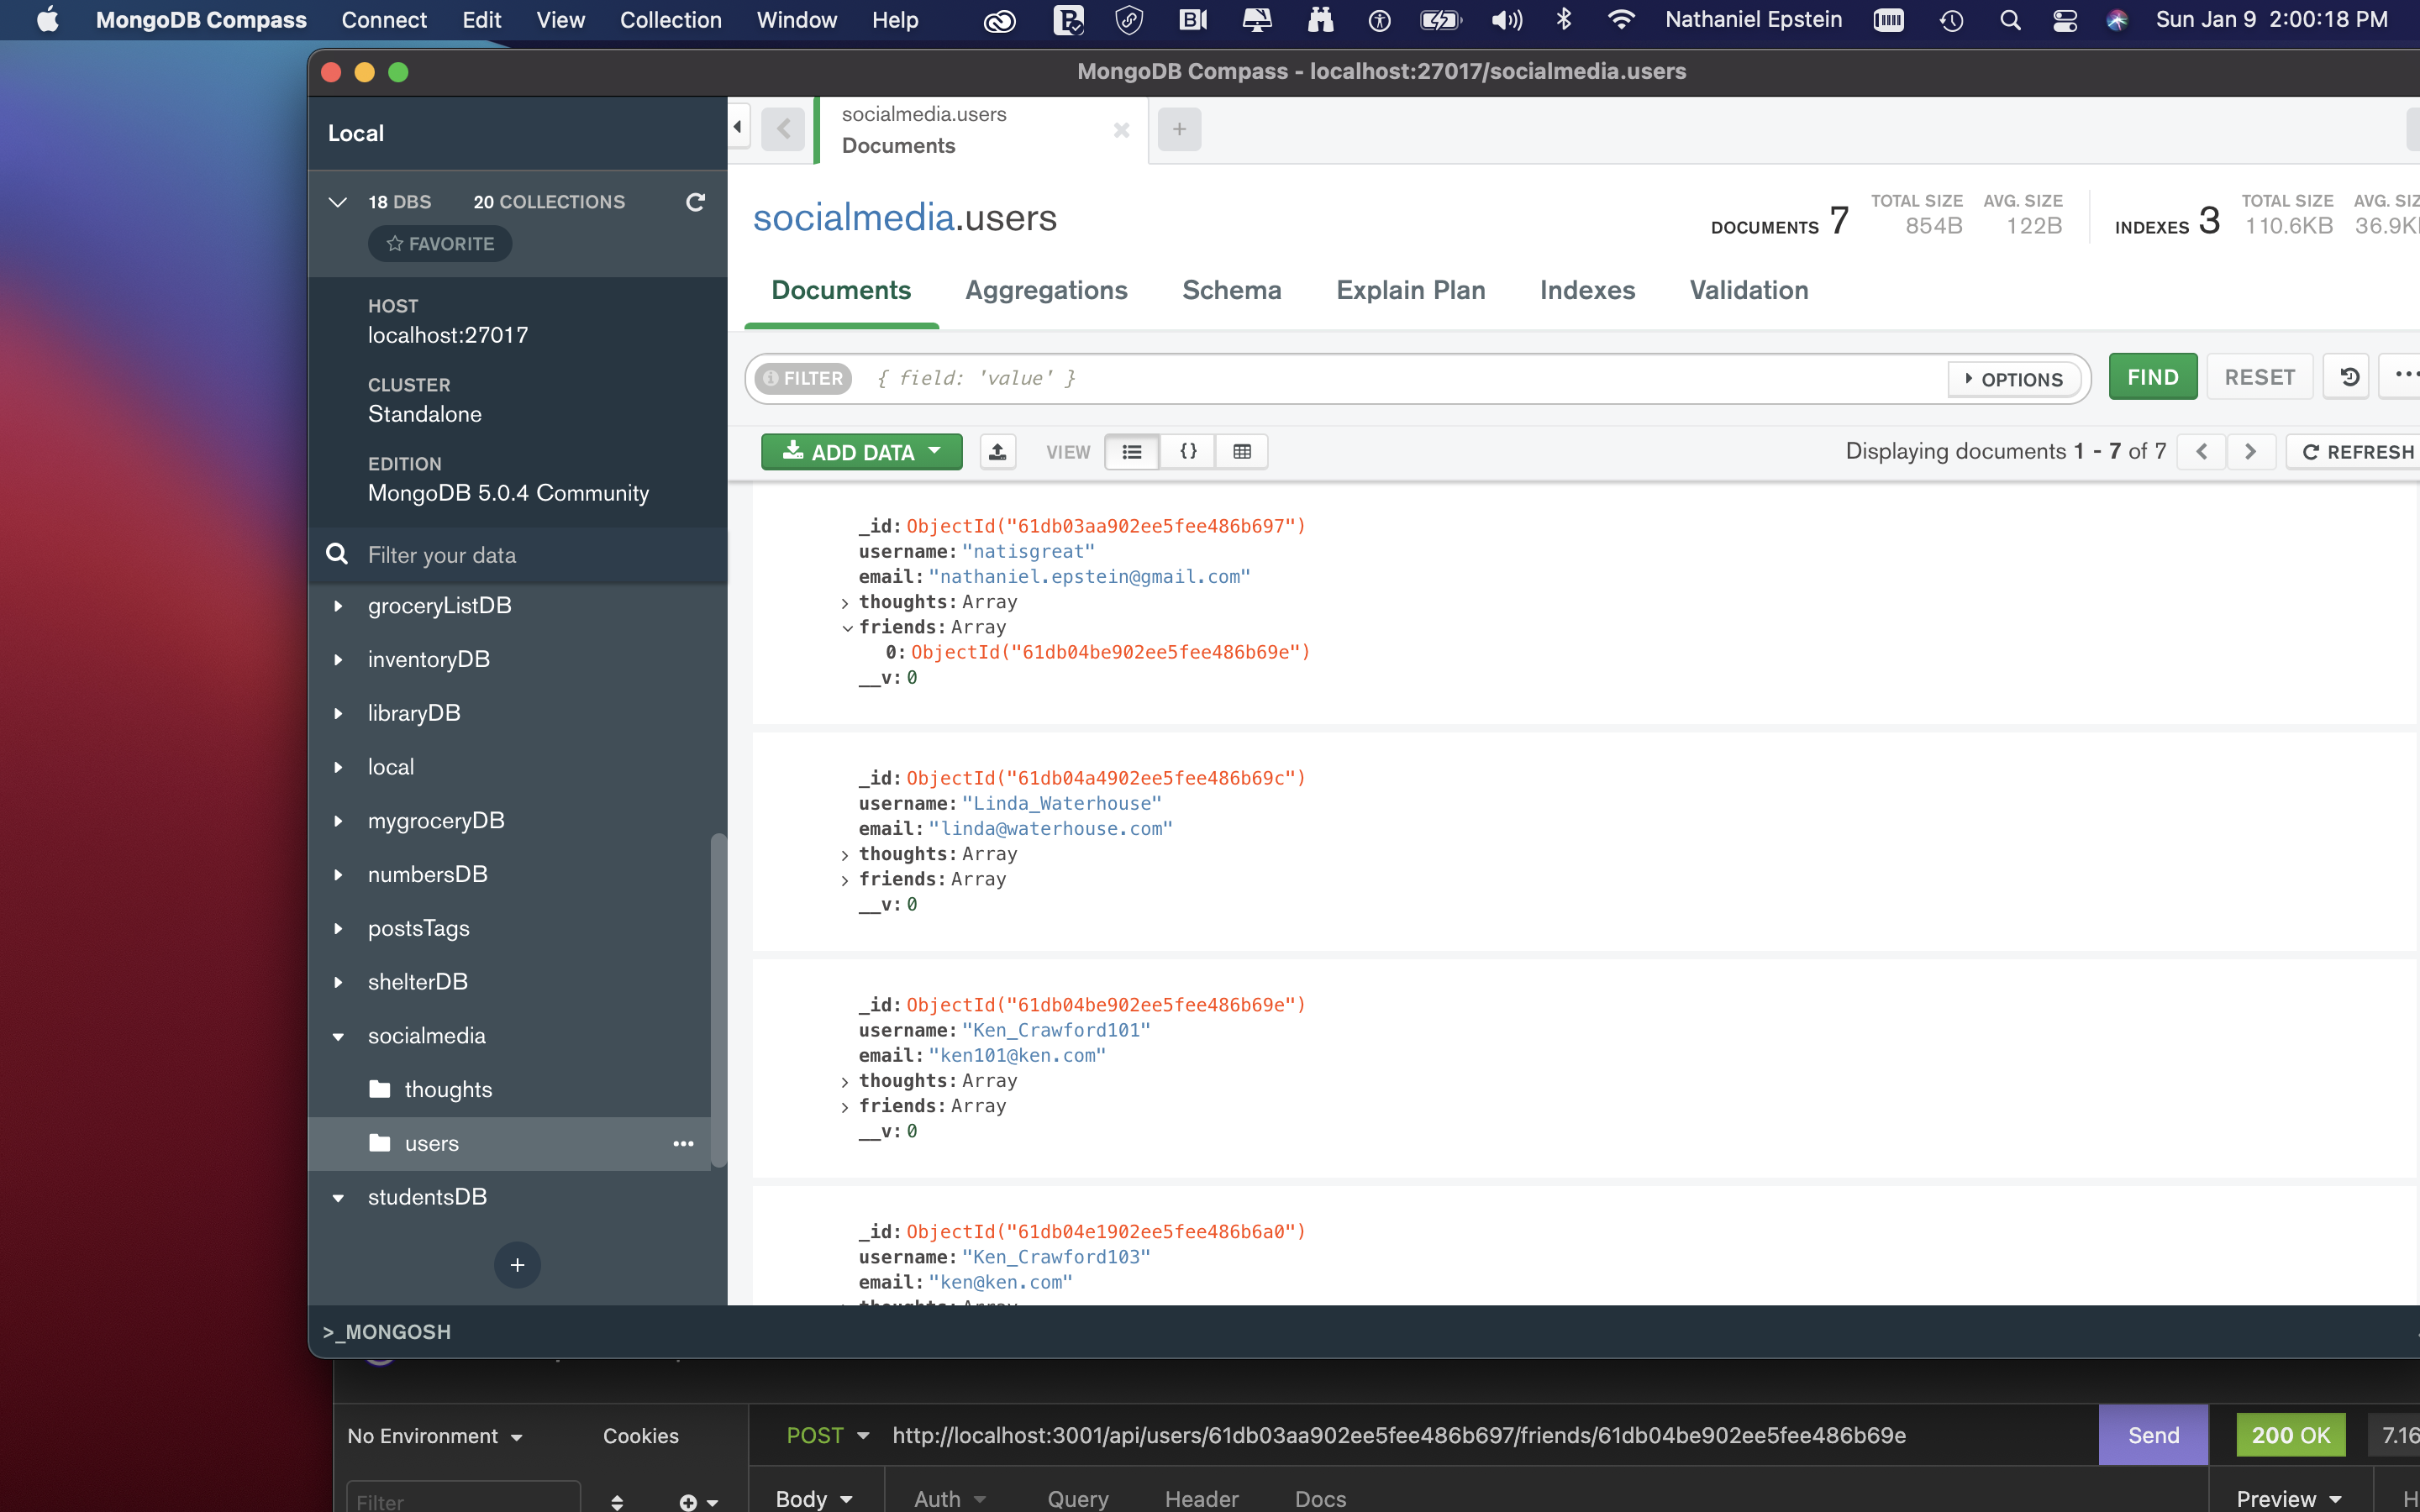 MongoDB Compass Connect Edit View Collection Window Help Nathaniel Epstein Sun Jan 9 2:00:18 PM
MongoDB Compass - localhost:27017/socialmedia.users
Local
socialmedia.users
Documents
18 DBS 20 COLLECTIONS
FAVORITE
socialmedia.users
DOCUMENTS 7 TOTAL SIZE 854B AVG. SIZE 122B INDEXES 3 TOTAL SIZE 110.6KB AVG. SIZ 36.9K
HOST
localhost:27017
CLUSTER
Standalone
EDITION
MongoDB 5.0.4 Community
Documents Aggregations Schema Explain Plan Indexes Validation
FILTER { field: 'value' } OPTIONS FIND RESET
ADD DATA VIEW {} Displaying documents 1 - 7 of 7 REFRESH
Filter your data
groceryListDB
inventoryDB
libraryDB
local
mygroceryDB
numbersDB
postsTags
shelterDB
socialmedia
thoughts
users
studentsDB
_id: ObjectId("61db03aa902ee5fee486b697")
username: "natisgreat"
email: "nathaniel.epstein@gmail.com"
thoughts: Array
friends: Array
0: ObjectId("61db04be902ee5fee486b69e")
__v: 0
_id: ObjectId("61db04a4902ee5fee486b69c")
username: "Linda_Waterhouse"
email: "linda@waterhouse.com"
thoughts: Array
friends: Array
__v: 0
_id: ObjectId("61db04be902ee5fee486b69e")
username: "Ken_Crawford101"
email: "ken101@ken.com"
thoughts: Array
friends: Array
__v: 0
_id: ObjectId("61db04e1902ee5fee486b6a0")
username: "Ken_Crawford103"
email: "ken@ken.com"
thoughts: Array
>_MONGOSH
No Environment Cookies POST http://localhost:3001/api/users/61db03aa902ee5fee486b697/friends/61db04be902ee5fee486b69e Send 200 OK 7.16
Filter Body Auth Query Header Docs Preview H